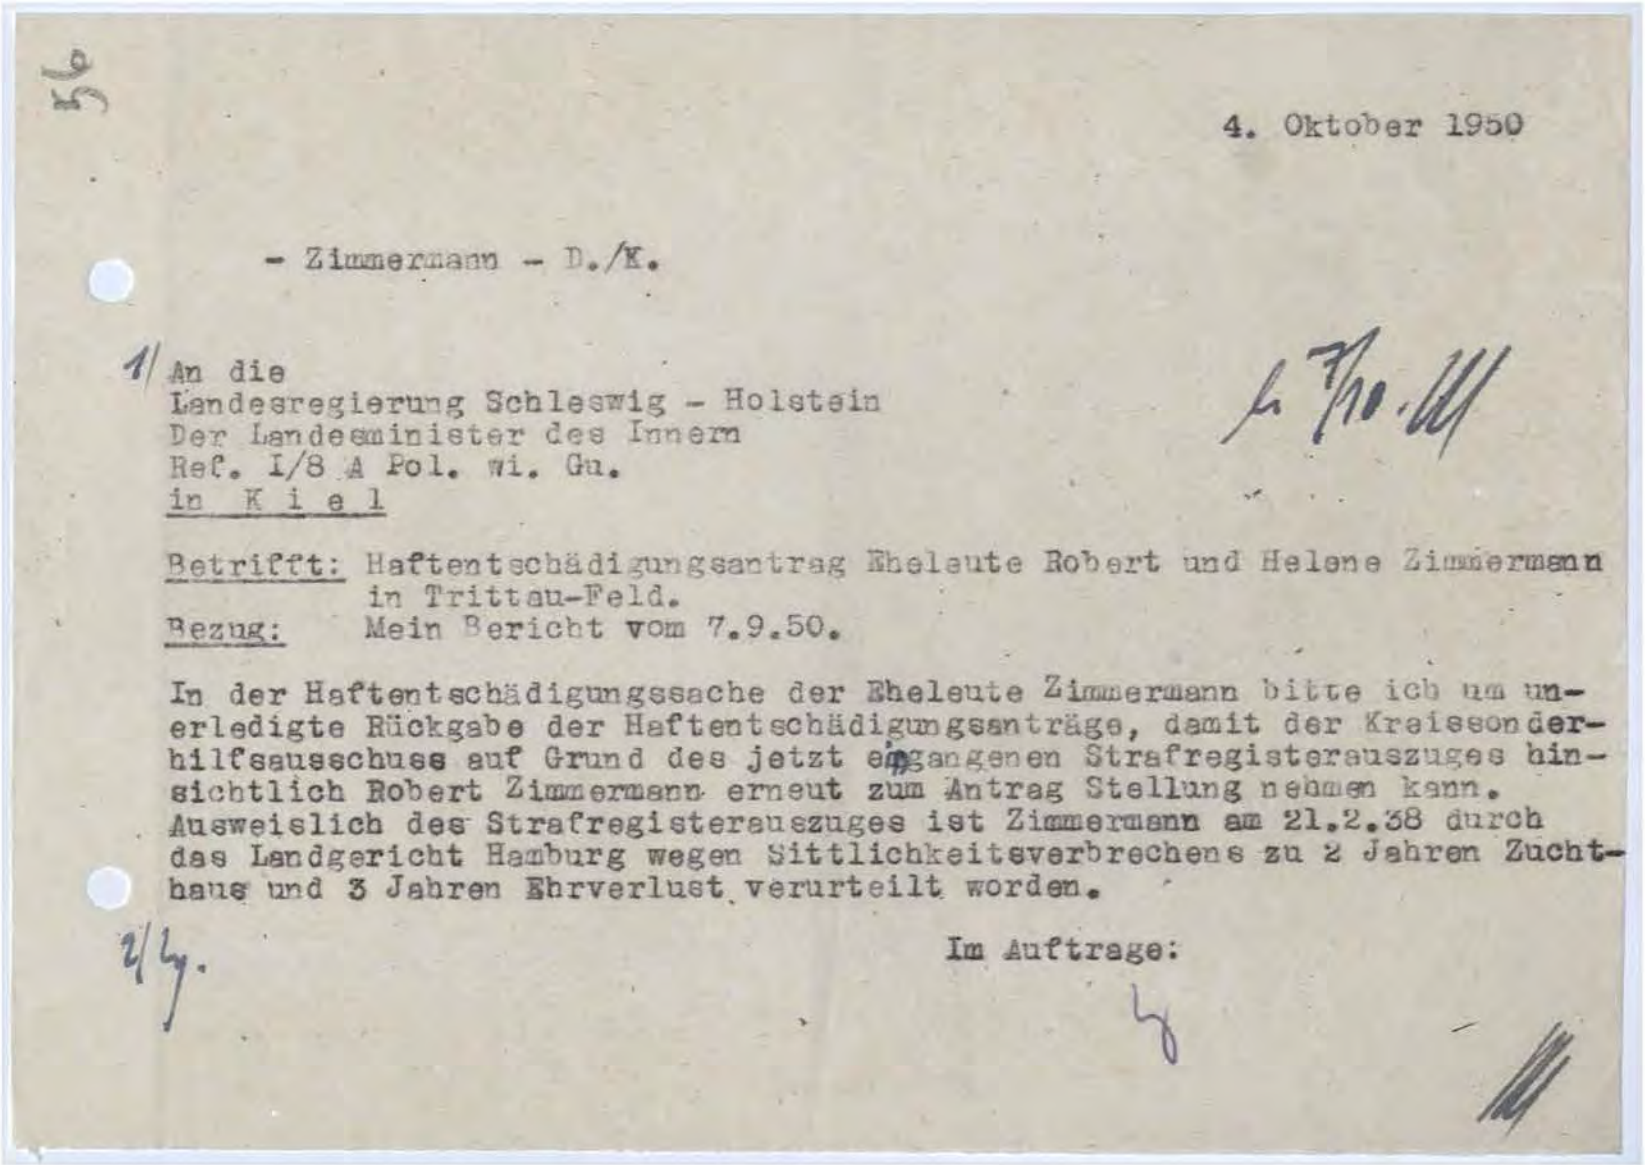 56
4. Oktober 1950
- Zimmermann - D./K.
1/ An die
Landesregierung Schleswig - Holstein
Der Landesminister des Innern
Ref. I/8 A Pol. wi. Gu.
in K i e l
7/10.
Betrifft: Haftentschädigungsantrag Eheleute Robert und Helene Zimmermann
in Trittau-Feld.
Bezug: Mein Bericht vom 7.9.50.
In der Haftentschädigungssache der Eheleute Zimmermann bitte ich um un-
erledigte Rückgabe der Haftentschädigungsanträge, damit der Kreissonder-
hilfsausschuss auf Grund des jetzt eingangenen Strafregisterauszuges hin-
sichtlich Robert Zimmermann erneut zum Antrag Stellung nehmen kann.
Ausweislich des Strafregisterauszuges ist Zimmermann am 21.2.38 durch
das Landgericht Hamburg wegen Sittlichkeitsverbrechens zu 2 Jahren Zucht-
haus und 3 Jahren Ehrverlust verurteilt worden.
Im Auftrage:
2/